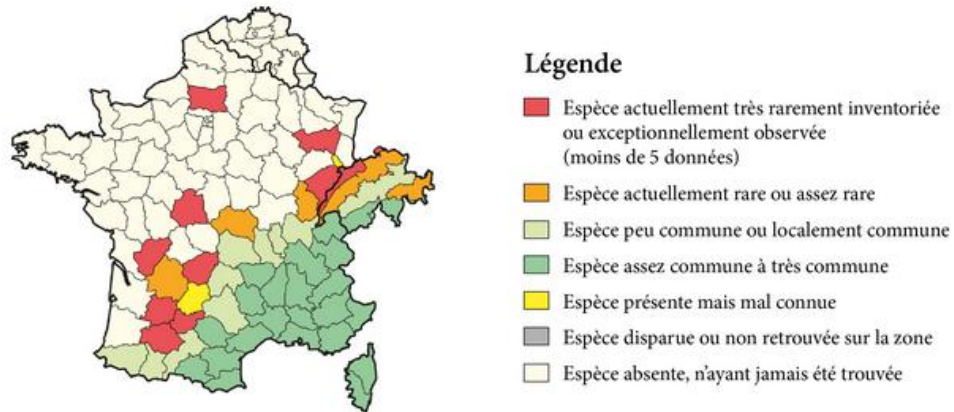 Légende
Espèce actuellement très rarement inventoriée
ou exceptionnellement observée
(moins de 5 données)
Espèce actuellement rare ou assez rare
Espèce peu commune ou localement commune
Espèce assez commune à très commune
Espèce présente mais mal connue
Espèce disparue ou non retrouvée sur la zone
Espèce absente, n'ayant jamais été trouvée